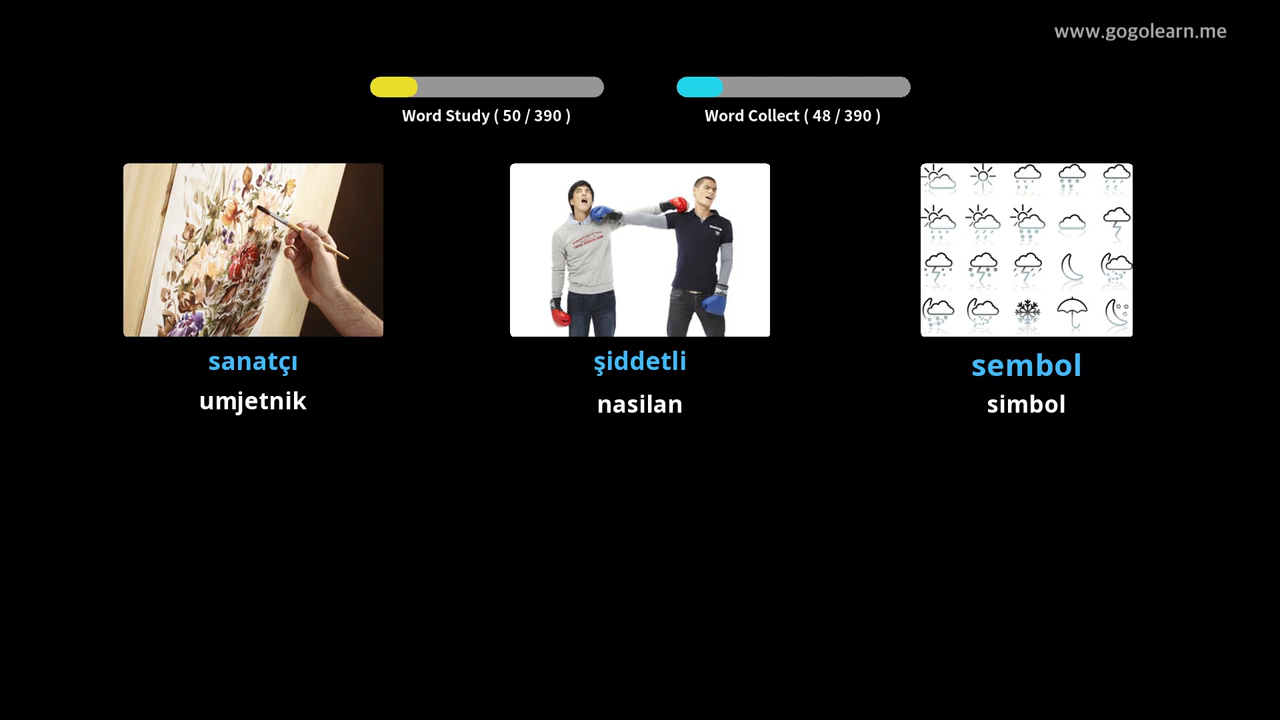 www.gogolearn.me
Word Study ( 50 / 390 )
Word Collect ( 48 / 390 )
sanatçı
umjetnik
şiddetli
nasilan
sembol
simbol